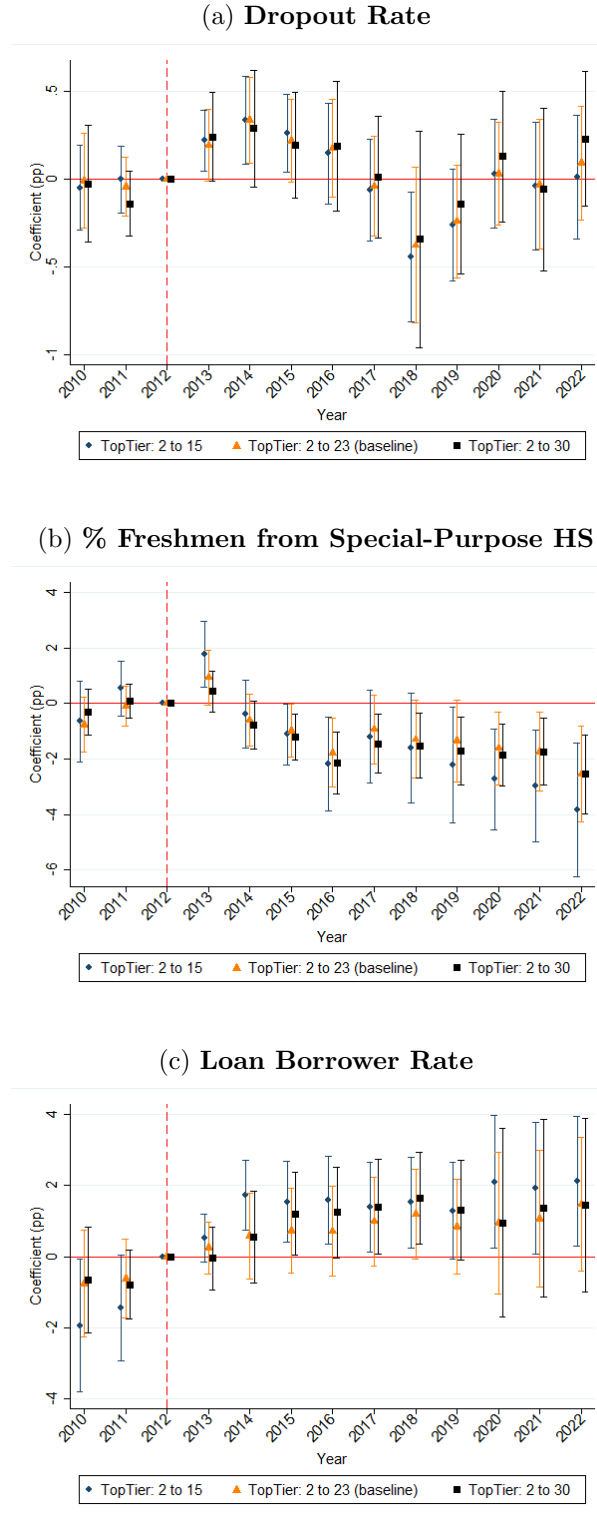 (a) Dropout Rate
Coefficient (pp)
.5
0
-.5
-1
2010 2011 2012 2013 2014 2015 2016 2017 2018 2019 2020 2021 2022
Year
TopTier: 2 to 15 TopTier: 2 to 23 (baseline) TopTier: 2 to 30
(b) % Freshmen from Special-Purpose HS
Coefficient (pp)
4
2
0
-2
-4
-6
2010 2011 2012 2013 2014 2015 2016 2017 2018 2019 2020 2021 2022
Year
TopTier: 2 to 15 TopTier: 2 to 23 (baseline) TopTier: 2 to 30
(c) Loan Borrower Rate
Coefficient (pp)
4
2
0
-2
-4
2010 2011 2012 2013 2014 2015 2016 2017 2018 2019 2020 2021 2022
Year
TopTier: 2 to 15 TopTier: 2 to 23 (baseline) TopTier: 2 to 30